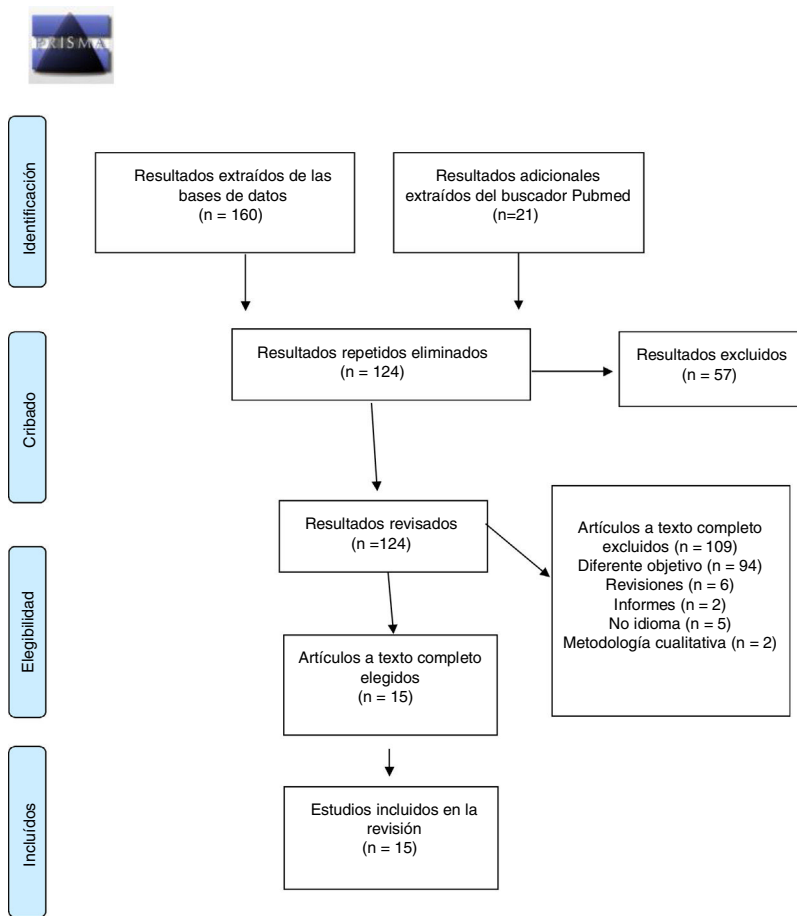 PRISMA
Identificación
Resultados extraídos de las
bases de datos
(n = 160)
Resultados adicionales
extraídos del buscador Pubmed
(n=21)
Cribado
Resultados repetidos eliminados
(n = 124)
Resultados excluidos
(n = 57)
Resultados revisados
(n =124)
Artículos a texto completo
excluidos (n = 109)
Diferente objetivo (n = 94)
Revisiones (n = 6)
Informes (n = 2)
No idioma (n = 5)
Metodología cualitativa (n = 2)
Elegibilidad
Artículos a texto completo
elegidos
(n = 15)
Incluídos
Estudios incluidos en la
revisión
(n = 15)